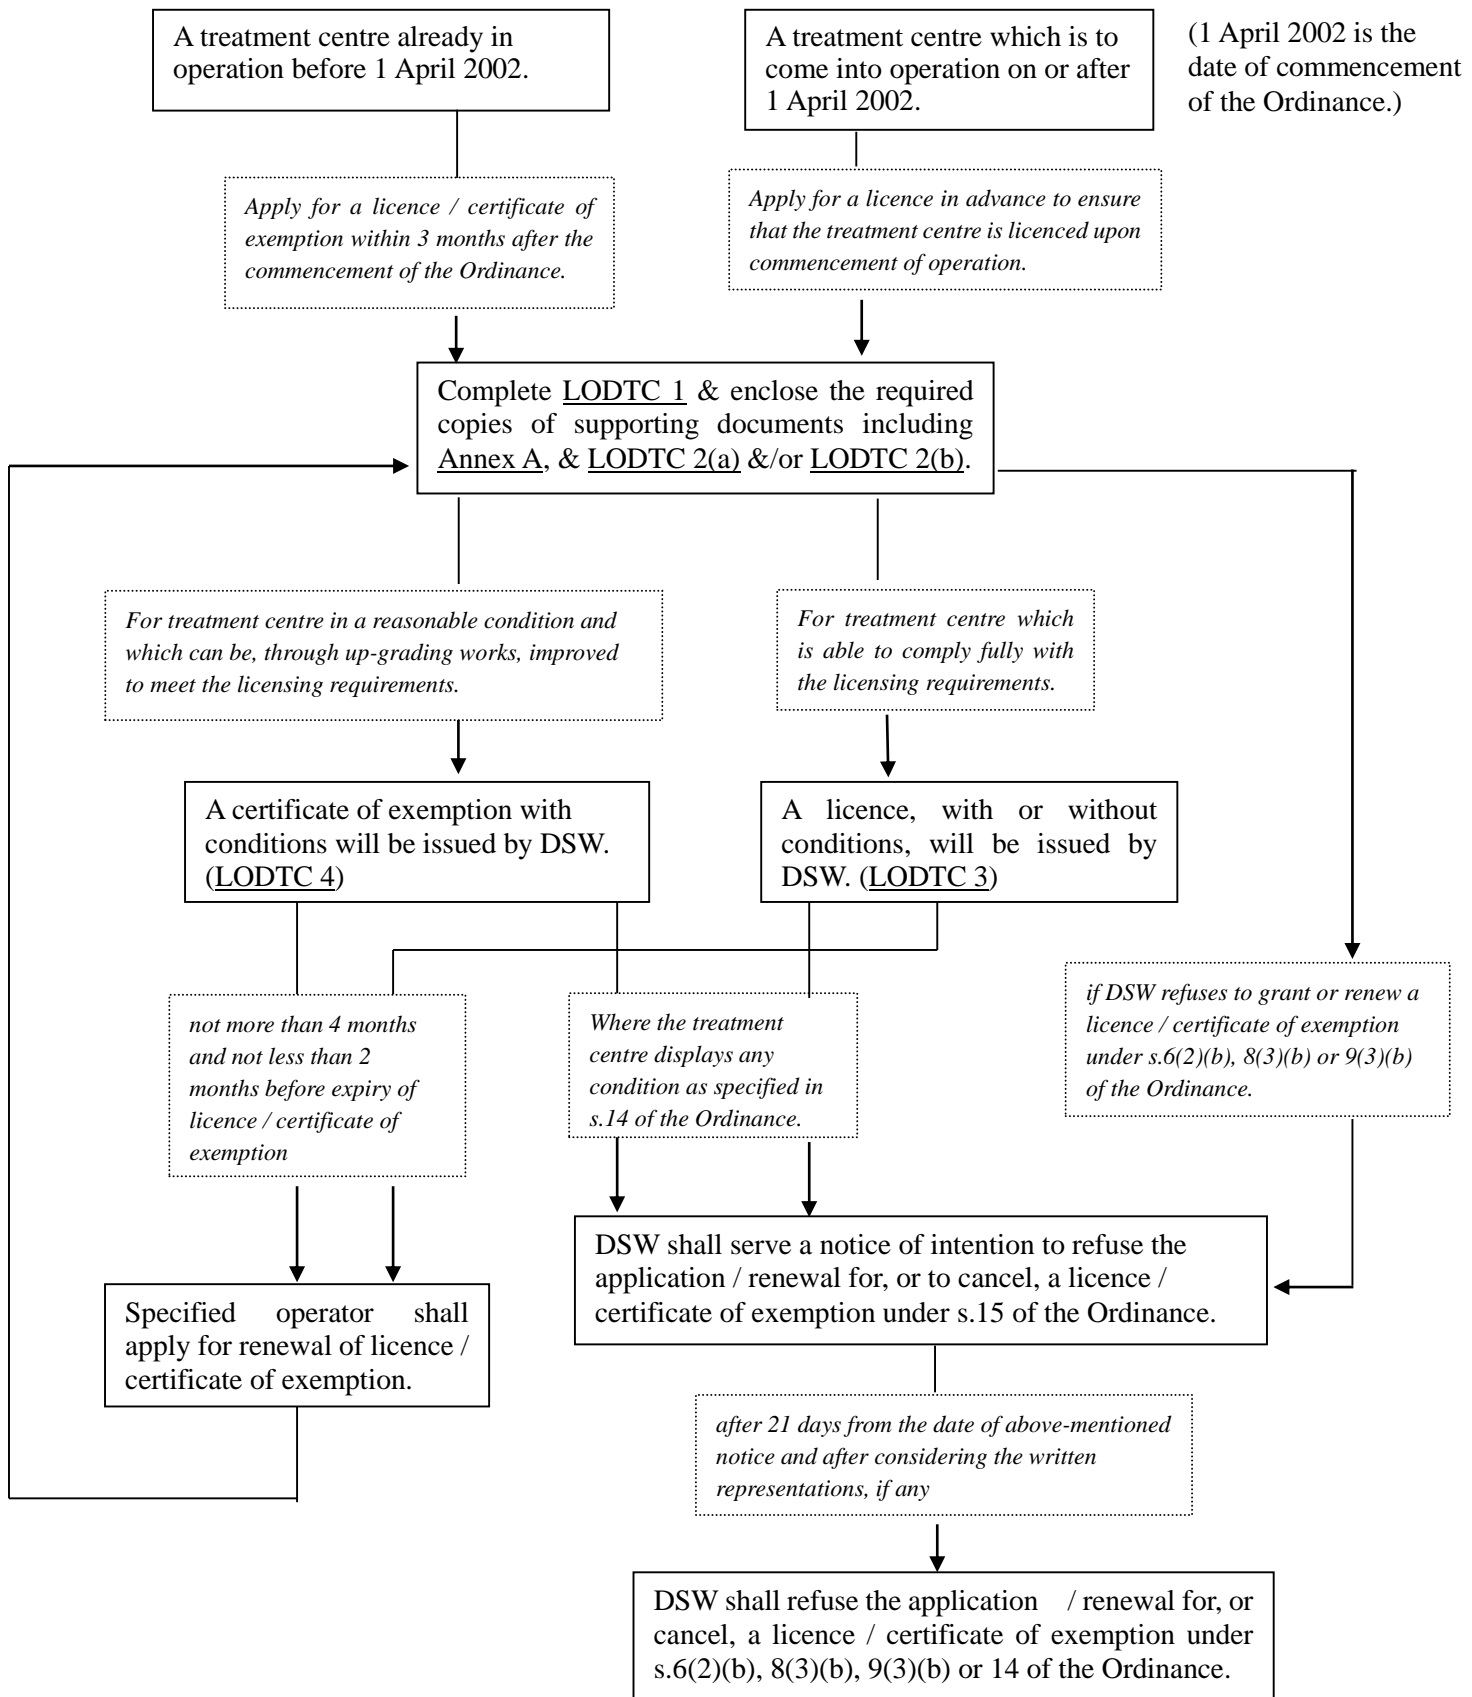 A treatment centre already in
operation before 1 April 2002.
A treatment centre which is to
come into operation on or after
1 April 2002.
(1 April 2002 is the
date of commencement
of the Ordinance.)
Apply for a licence / certificate of
exemption within 3 months after the
commencement of the Ordinance.
Apply for a licence in advance to ensure
that the treatment centre is licenced upon
commencement of operation.
Complete LODTC 1 & enclose the required
copies of supporting documents including
Annex A, & LODTC 2(a) &/or LODTC 2(b).
For treatment centre in a reasonable condition and
which can be, through up-grading works, improved
to meet the licensing requirements.
For treatment centre which
is able to comply fully with
the licensing requirements.
A certificate of exemption with
conditions will be issued by DSW.
(LODTC 4)
A licence, with or without
conditions, will be issued by
DSW. (LODTC 3)
not more than 4 months
and not less than 2
months before expiry of
licence / certificate of
exemption
Where the treatment
centre displays any
condition as specified in
s.14 of the Ordinance.
if DSW refuses to grant or renew a
licence / certificate of exemption
under s.6(2)(b), 8(3)(b) or 9(3)(b)
of the Ordinance.
Specified operator shall
apply for renewal of licence /
certificate of exemption.
DSW shall serve a notice of intention to refuse the
application / renewal for, or to cancel, a licence /
certificate of exemption under s.15 of the Ordinance.
after 21 days from the date of above-mentioned
notice and after considering the written
representations, if any
DSW shall refuse the application / renewal for, or
cancel, a licence / certificate of exemption under
s.6(2)(b), 8(3)(b), 9(3)(b) or 14 of the Ordinance.